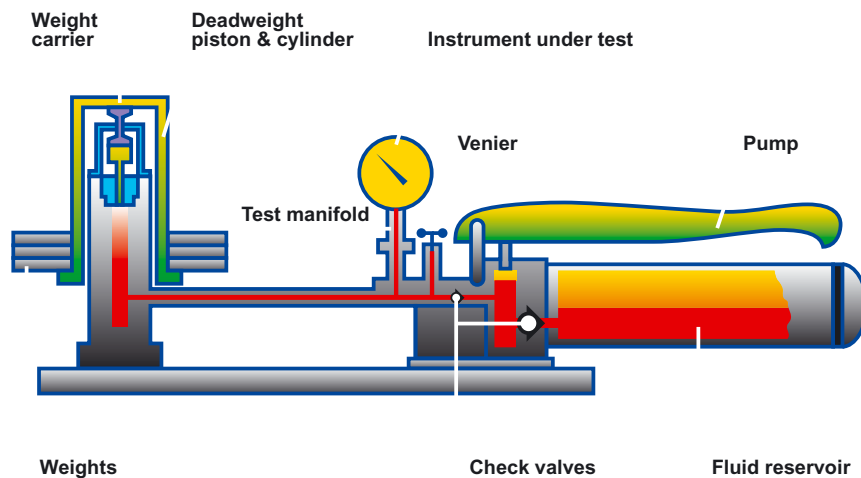 Weight
carrier
Deadweight
piston & cylinder
Instrument under test
Venier
Pump
Test manifold
Weights
Check valves
Fluid reservoir